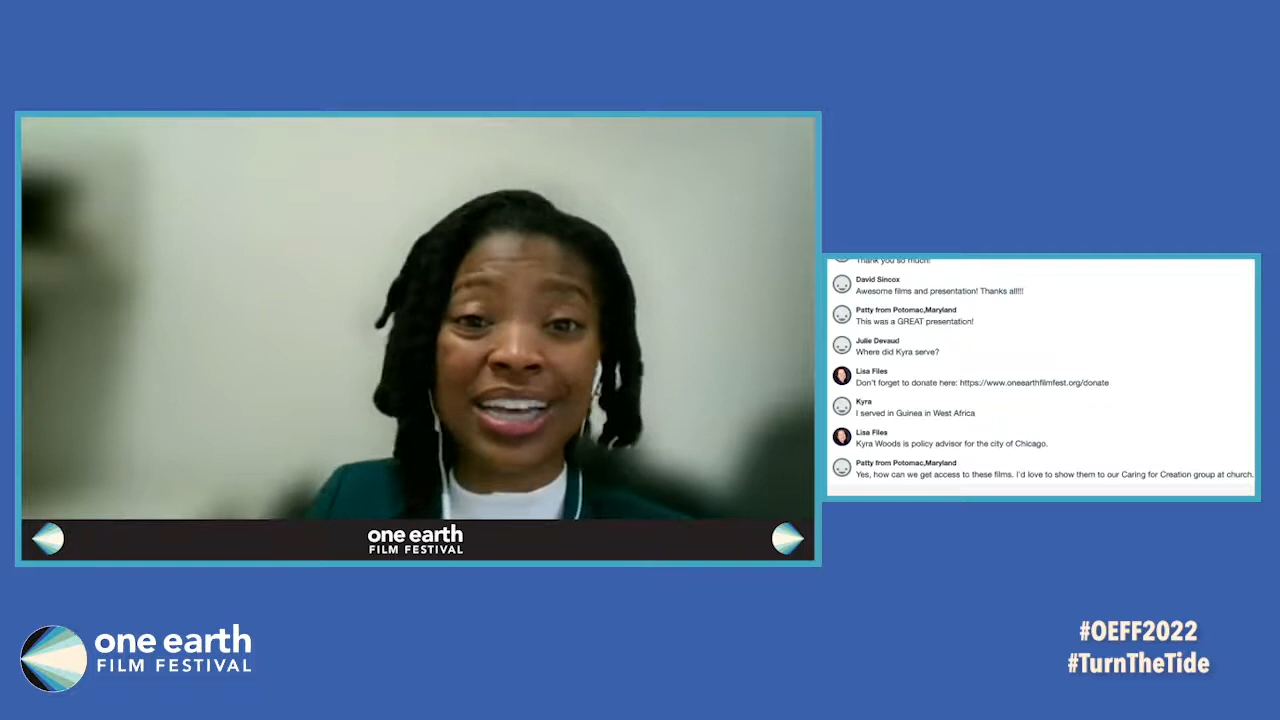 Thank you so much!
David Sincox
Awesome films and presentation! Thanks all!!!
Patty from Potomac,Maryland
This was a GREAT presentation!
Julie Devaud
Where did Kyra serve?
Lisa Files
Don't forget to donate here: https://www.oneearthfilmfest.org/donate
Kyra
I served in Guinea in West Africa
Lisa Files
Kyra Woods is policy advisor for the city of Chicago.
Patty from Potomac,Maryland
Yes, how can we get access to these films. I'd love to show them to our Caring for Creation group at church.
one earth
FILM FESTIVAL
one earth
FILM FESTIVAL
#OEFF2022
#TurnTheTide